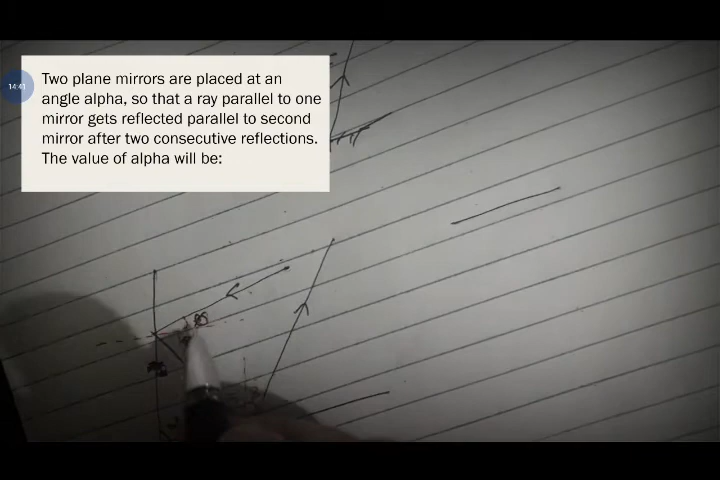 14:41
Two plane mirrors are placed at an
angle alpha, so that a ray parallel to one
mirror gets reflected parallel to second
mirror after two consecutive reflections.
The value of alpha will be: